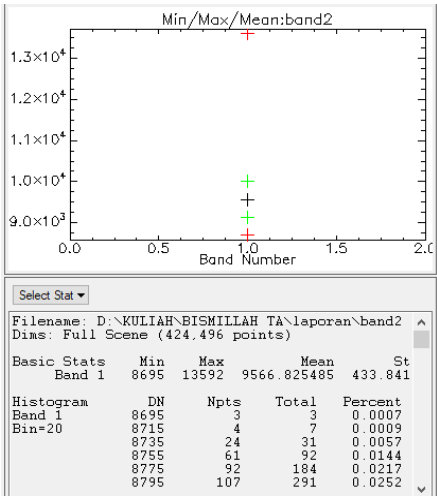 Min/Max/Mean:band2
1.3×10⁴
1.2×10⁴
1.1×10⁴
1.0×10⁴
9.0×10³
0.0 0.5 1.0 1.5 2.0
Band Number
Select Stat
Filename: D:\KULIAH\BISMILLAH TA\laporan\band2
Dims: Full Scene (424,496 points)
Basic Stats Min Max Mean St
Band 1 8695 13592 9566.825485 433.841
Histogram DN Npts Total Percent
Band 1 8695 3 3 0.0007
Bin=20 8715 4 7 0.0009
8735 24 31 0.0057
8755 61 92 0.0144
8775 92 184 0.0217
8795 107 291 0.0252